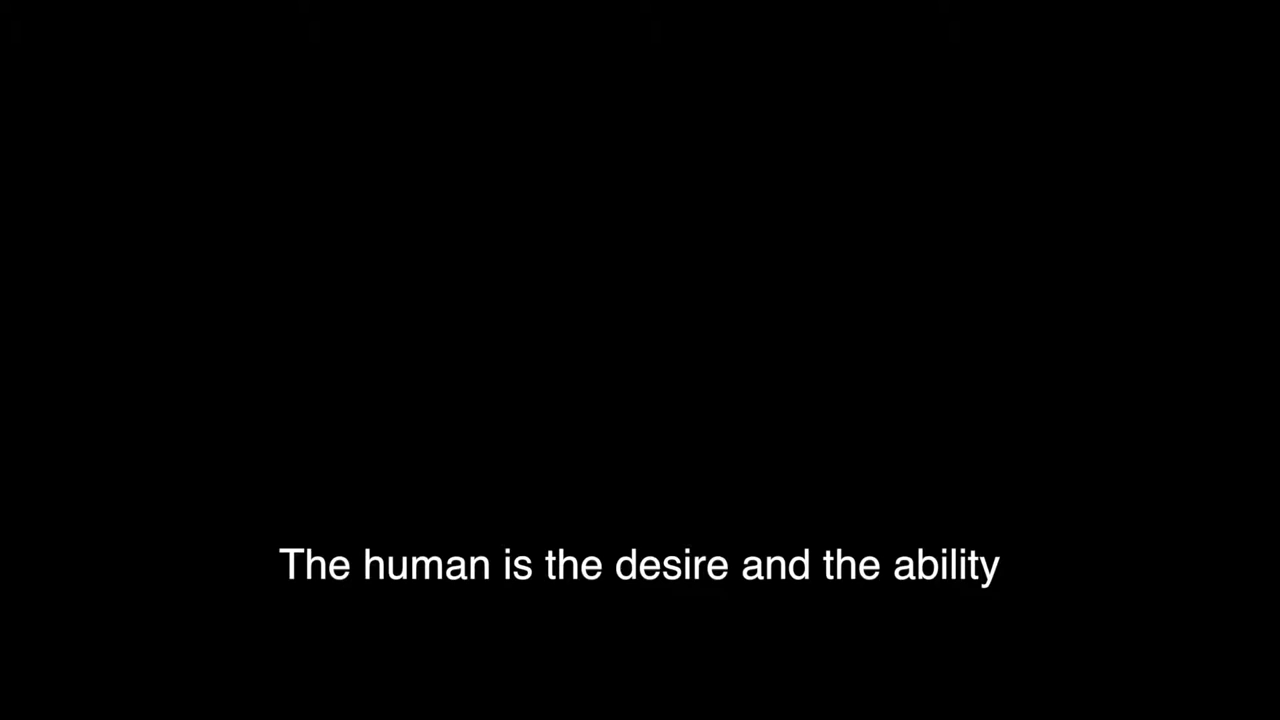 The human is the desire and the ability